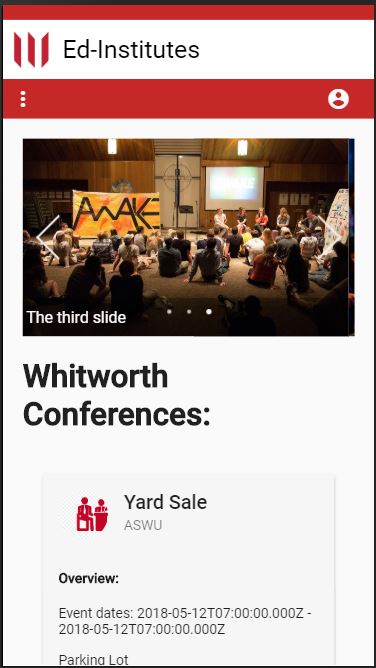 Ed-Institutes
AWAKE
The third slide
Whitworth
Conferences:
Yard Sale
ASWU
Overview:
Event dates: 2018-05-12T07:00:00.000Z -
2018-05-12T07:00:00.000Z
Parking Lot